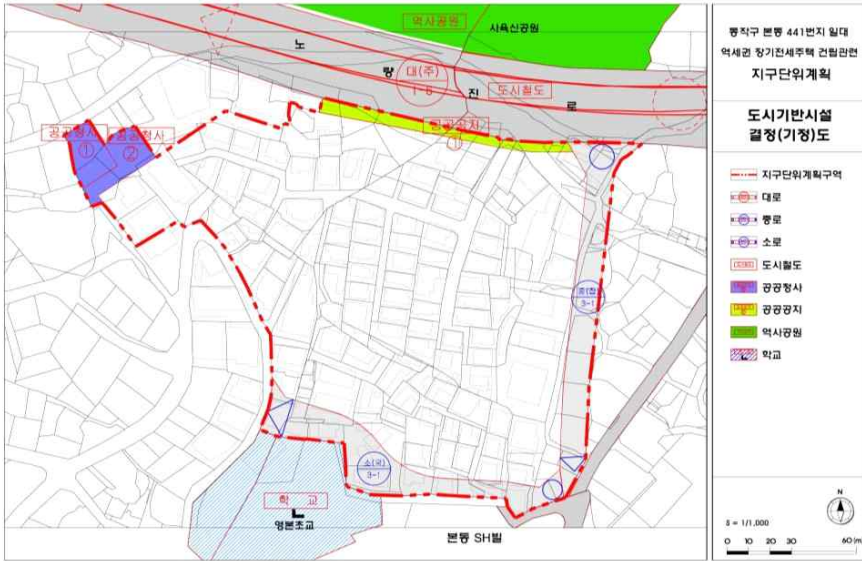 역사공원
사육신공원
노
량
진
로
대(주)
1-5
도시철도
공공청사
①
공공청사
②
공공공지
①
중(집)
3-1
소(국)
3-1
학 교
영본초교
본동 SH빌
동작구 본동 441번지 일대
역세권 장기전세주택 건립관련
지구단위계획
도시기반시설
결정(기정)도
지구단위계획구역
대로
중로
소로
도시철도
공공청사
공공공지
역사공원
학교
N
S = 1/1,000
0 10 20 30 60 (m)